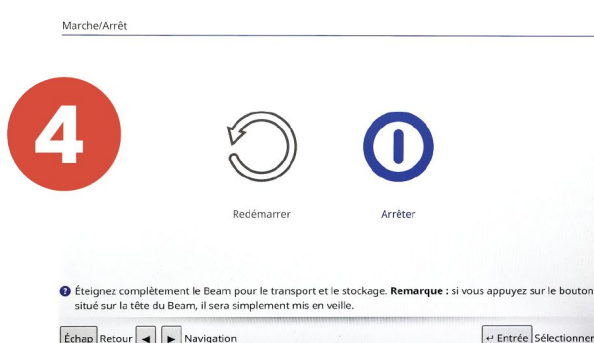 Marche/Arrêt
4
Redémarrer
Arrêter
Éteignez complètement le Beam pour le transport et le stockage. Remarque : si vous appuyez sur le bouton
situé sur la tête du Beam, il sera simplement mis en veille.
Échap Retour ◄ ► Navigation
↵ Entrée Sélectionner